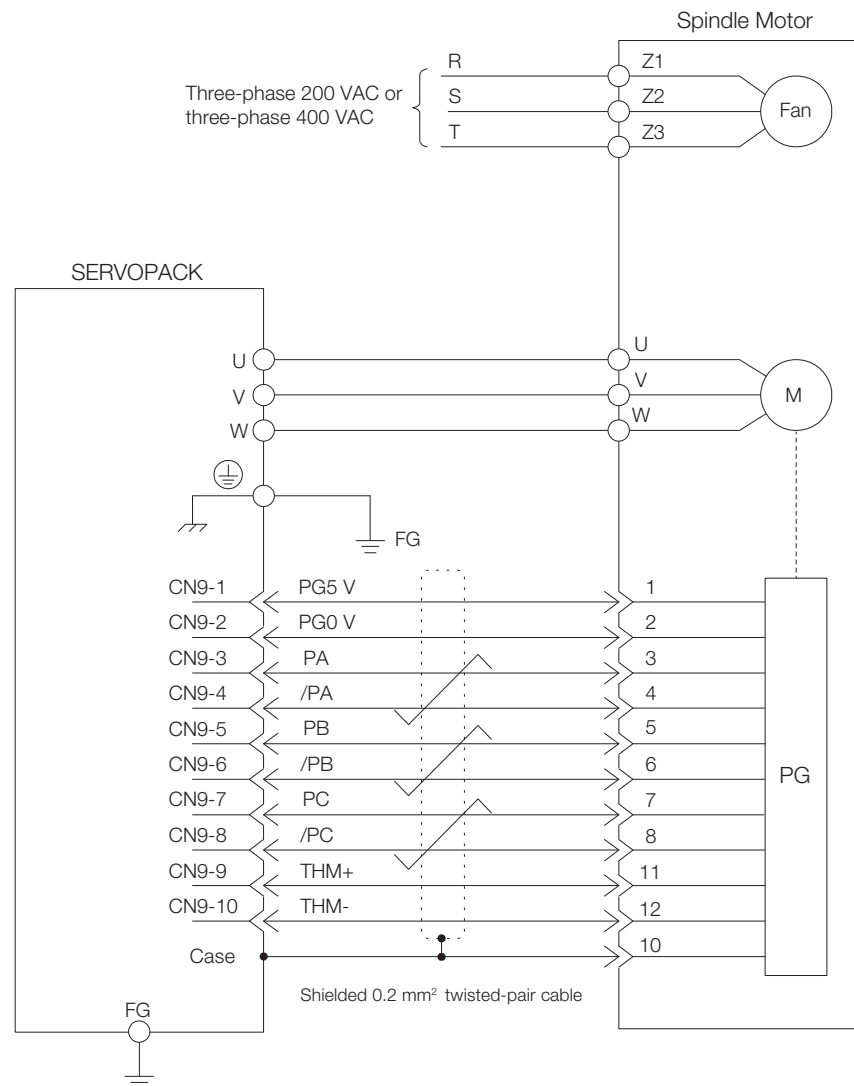 Spindle Motor
Three-phase 200 VAC or
three-phase 400 VAC
R
Z1
S
Z2
T
Z3
Fan
SERVOPACK
U
U
V
V
W
W
M
FG
CN9-1 PG5 V 1
CN9-2 PG0 V 2
CN9-3 PA 3
CN9-4 /PA 4
CN9-5 PB 5
CN9-6 /PB 6
CN9-7 PC 7
CN9-8 /PC 8
CN9-9 THM+ 11
CN9-10 THM- 12
Case 10
PG
Shielded 0.2 mm² twisted-pair cable
FG